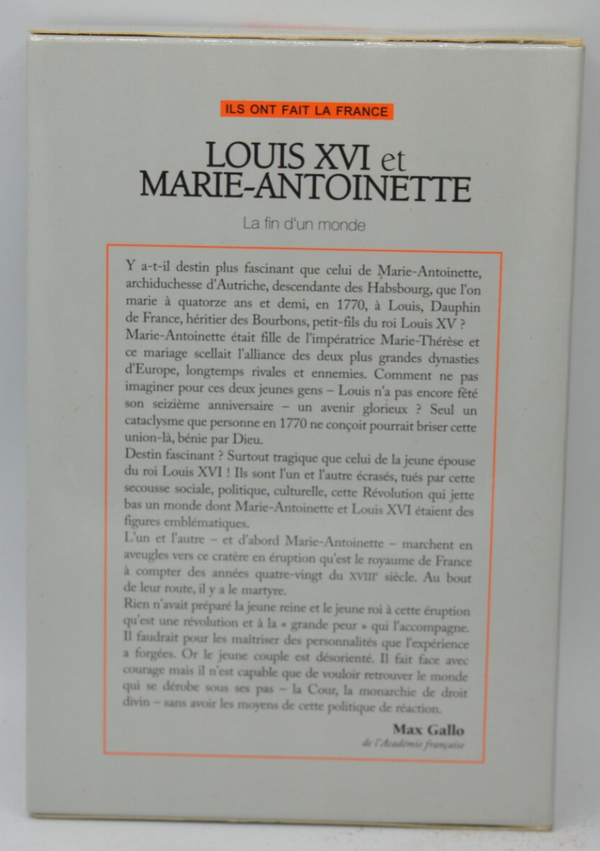 ILS ONT FAIT LA FRANCE
LOUIS XVI et
MARIE-ANTOINETTE
La fin d'un monde
Y a-t-il destin plus fascinant que celui de Marie-Antoinette,
archiduchesse d'Autriche, descendante des Habsbourg, que l'on
marie à quatorze ans et demi, en 1770, à Louis, Dauphin
de France, héritier des Bourbons, petit-fils du roi Louis XV ?
Marie-Antoinette était fille de l'impératrice Marie-Thérèse et
ce mariage scellait l'alliance des deux plus grandes dynasties
d'Europe, longtemps rivales et ennemies. Comment ne pas
imaginer pour ces deux jeunes gens – Louis n'a pas encore fêté
son seizième anniversaire – un avenir glorieux ? Seul un
cataclysme que personne en 1770 ne conçoit pourrait briser cette
union-là, bénie par Dieu.
Destin fascinant ? Surtout tragique que celui de la jeune épouse
du roi Louis XVI ! Ils sont l'un et l'autre écrasés, tués par cette
secousse sociale, politique, culturelle, cette Révolution qui jette
bas un monde dont Marie-Antoinette et Louis XVI étaient des
figures emblématiques.
L'un et l'autre – et d'abord Marie-Antoinette – marchent en
aveugles vers ce cratère en éruption qu'est le royaume de France
à compter des années quatre-vingt du XVIIIe siècle. Au bout
de leur route, il y a le martyre.
Rien n'avait préparé la jeune reine et le jeune roi à cette éruption
qu'est une révolution et à la « grande peur » qui l'accompagne.
Il faudrait pour les maîtriser des personnalités que l'expérience
a forgées. Or le jeune couple est désorienté. Il fait face avec
courage mais il n'est capable que de vouloir retrouver le monde
qui se dérobe sous ses pas – la Cour, la monarchie de droit
divin – sans avoir les moyens de cette politique de réaction.
Max Gallo
de l'Académie française